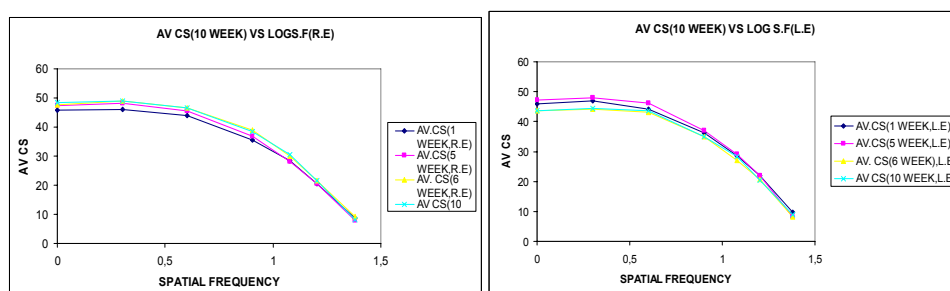 AV CS(10 WEEK) VS LOGS.F(R.E)
60
50
40
30
20
10
0
AV CS
0
0,5
1
1,5
SPATIAL FREQUENCY
AV.CS(1
WEEK,R.E)
AV.CS(5
WEEK,R.E)
AV. CS(6
WEEK,R.E)
AV CS(10
AV CS(10 WEEK) VS LOG S.F(L.E)
60
50
40
30
20
10
0
AV CS
0
0,5
1
1,5
SPATIAL FREQUENCY
AV.CS(1 WEEK,L.E)
AV.CS(5 WEEK,L.E)
AV. CS(6 WEEK),L.E
AV CS(10 WEEK,L.E